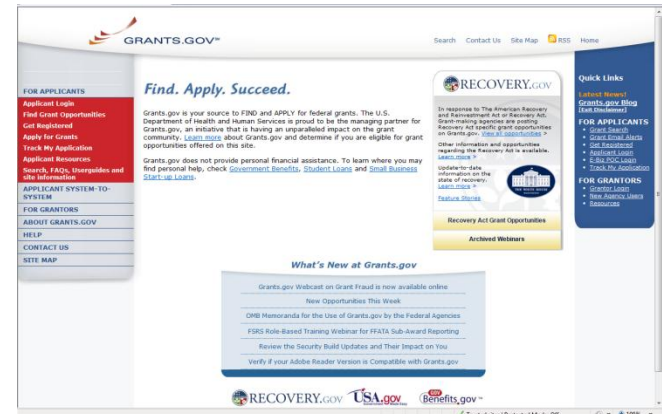 GRANTS.GOV℠
Search Contact Us Site Map RSS Home
FOR APPLICANTS
Applicant Login
Find Grant Opportunities
Get Registered
Apply for Grants
Track My Application
Applicant Resources
Search, FAQs, Userguides and
site information
APPLICANT SYSTEM-TO-
SYSTEM
FOR GRANTORS
ABOUT GRANTS.GOV
HELP
CONTACT US
SITE MAP
Find. Apply. Succeed.
Grants.gov is your source to FIND and APPLY for federal grants. The U.S.
Department of Health and Human Services is proud to be the managing partner for
Grants.gov, an initiative that is having an unparalleled impact on the grant
community. Learn more about Grants.gov and determine if you are eligible for grant
opportunities offered on this site.
Grants.gov does not provide personal financial assistance. To learn where you may
find personal help, check Government Benefits, Student Loans and Small Business
Start-up Loans.
RECOVERY.GOV
In response to The American Recovery
and Reinvestment Act or Recovery Act,
Grant-making agencies are posting
Recovery Act specific grant opportunities
on Grants.gov. View all opportunities >
Other information and opportunities
regarding the Recovery Act is available.
Learn more >
Up-to-date
information on the
state of recovery.
Learn more >
Feature Stories
THE WHITE HOUSE
Recovery Act Grant Opportunities
Archived Webinars
Quick Links
Latest News!
Grants.gov Blog
[Exit Disclaimer]
FOR APPLICANTS
• Grant Search
• Grant Email Alerts
• Get Registered
• Applicant Login
• E-Biz POC Login
• Track My Application
FOR GRANTORS
• Grantor Login
• New Agency Users
• Resources
What's New at Grants.gov
Grants.gov Webcast on Grant Fraud is now available online
New Opportunities This Week
OMB Memoranda for the Use of Grants.gov by the Federal Agencies
FSRS Role-Based Training Webinar for FFATA Sub-Award Reporting
Review the Security Build Updates and Their Impact on You
Verify if your Adobe Reader Version is Compatible with Grants.gov
RECOVERY.GOV USA.gov GOV Benefits.gov
100%